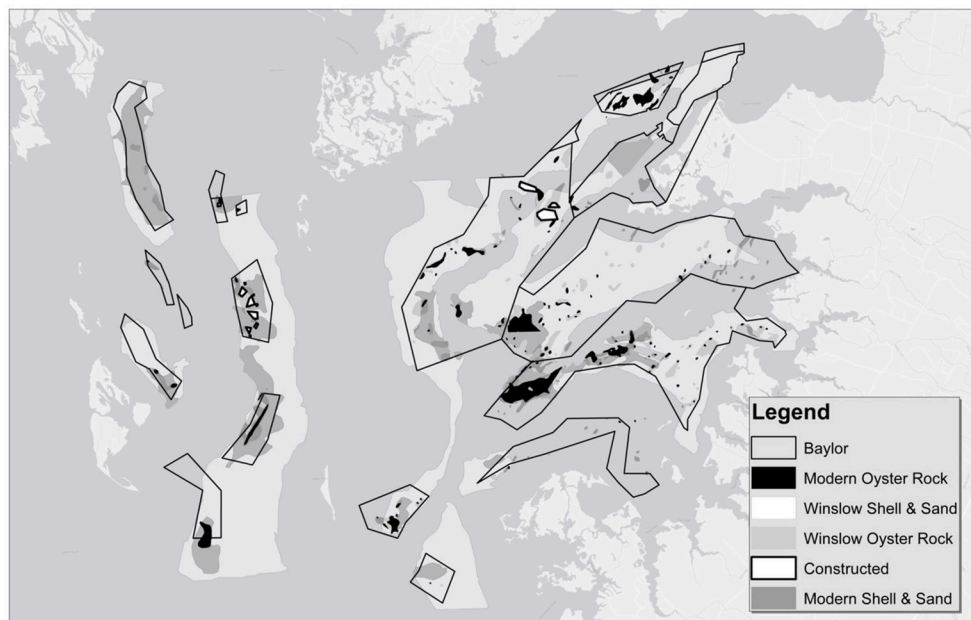 Legend
Baylor
Modern Oyster Rock
Winslow Shell & Sand
Winslow Oyster Rock
Constructed
Modern Shell & Sand